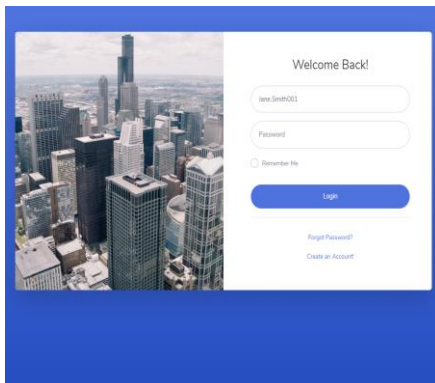 Welcome Back!
Jane.Smith001
Password
Remember Me
Login
Forgot Password?
Create an Account!